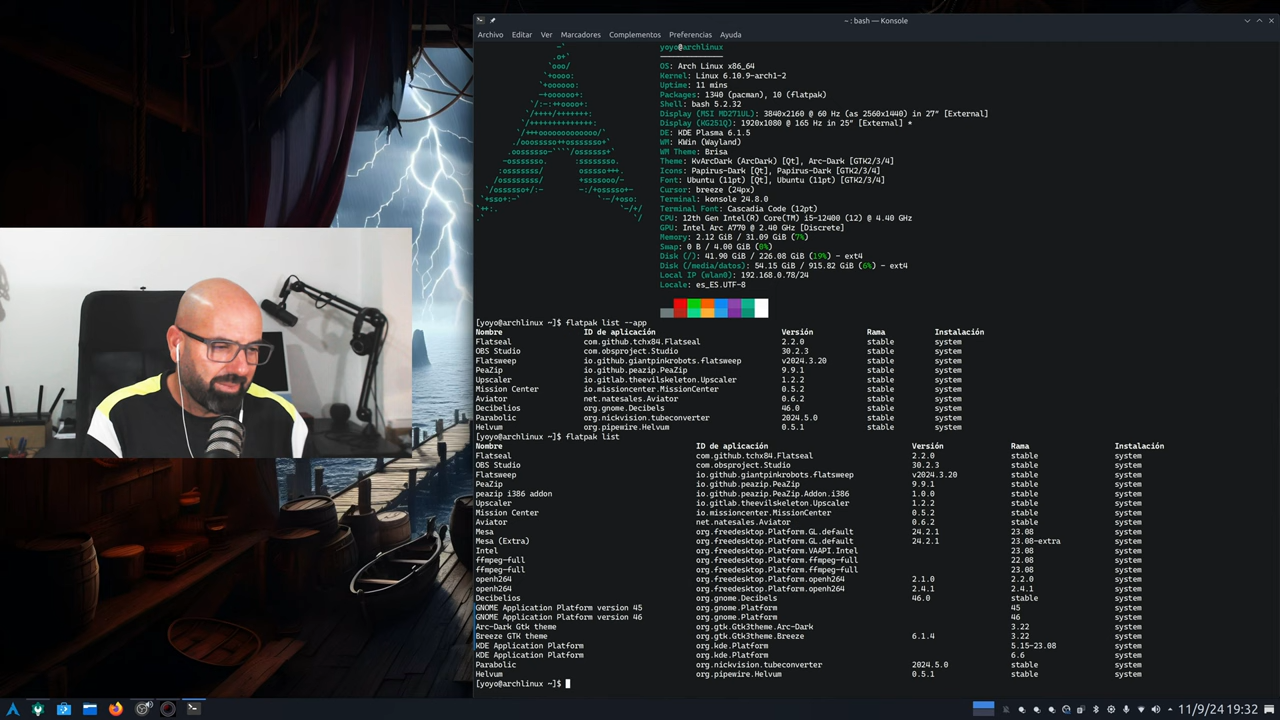 ~ : bash — Konsole
Archivo Editar Ver Marcadores Complementos Preferencias Ayuda
yoyo@archlinux
OS: Arch Linux x86_64
Kernel: Linux 6.10.9-arch1-2
Uptime: 11 mins
Packages: 1340 (pacman), 10 (flatpak)
Shell: bash 5.2.32
Display (MSI MD271UL): 3840x2160 @ 60 Hz (as 2560x1440) in 27" [External]
Display (KG251Q): 1920x1080 @ 165 Hz in 25" [External] *
DE: KDE Plasma 6.1.5
WM: KWin (Wayland)
WM Theme: Brisa
Theme: KvArcDark (ArcDark) [Qt], Arc-Dark [GTK2/3/4]
Icons: Papirus-Dark [Qt], Papirus-Dark [GTK2/3/4]
Font: Ubuntu (11pt) [Qt], Ubuntu (11pt) [GTK2/3/4]
Cursor: breeze (24px)
Terminal: konsole 24.8.0
Terminal Font: Cascadia Code (12pt)
CPU: 12th Gen Intel(R) Core(TM) i5-12400 (12) @ 4.40 GHz
GPU: Intel Arc A770 @ 2.40 GHz [Discrete]
Memory: 2.12 GiB / 31.09 GiB (7%)
Swap: 0 B / 4.00 GiB (0%)
Disk (/): 41.90 GiB / 226.08 GiB (19%) - ext4
Disk (/media/datos): 54.15 GiB / 915.82 GiB (6%) - ext4
Local IP (wlan0): 192.168.0.78/24
Locale: es_ES.UTF-8
[yoyo@archlinux ~]$ flatpak list --app
Nombre ID de aplicación Versión Rama Instalación
Flatseal com.github.tchx84.Flatseal 2.2.0 stable system
OBS Studio com.obsproject.Studio 30.2.3 stable system
Flatsweep io.github.giantpinkrobots.flatsweep v2024.3.20 stable system
PeaZip io.github.peazip.PeaZip 9.9.1 stable system
Upscaler io.gitlab.theevilskeleton.Upscaler 1.2.2 stable system
Mission Center io.missioncenter.MissionCenter 0.5.2 stable system
Aviator net.natesales.Aviator 0.6.2 stable system
Decibelios org.gnome.Decibels 46.0 stable system
Parabolic org.nickvision.tubeconverter 2024.5.0 stable system
Helvum org.pipewire.Helvum 0.5.1 stable system
[yoyo@archlinux ~]$ flatpak list
Nombre ID de aplicación Versión Rama Instalación
Flatseal com.github.tchx84.Flatseal 2.2.0 stable system
OBS Studio com.obsproject.Studio 30.2.3 stable system
Flatsweep io.github.giantpinkrobots.flatsweep v2024.3.20 stable system
PeaZip io.github.peazip.PeaZip 9.9.1 stable system
peazip i386 addon io.github.peazip.PeaZip.Addon.i386 1.0.0 stable system
Upscaler io.gitlab.theevilskeleton.Upscaler 1.2.2 stable system
Mission Center io.missioncenter.MissionCenter 0.5.2 stable system
Aviator net.natesales.Aviator 0.6.2 stable system
Mesa org.freedesktop.Platform.GL.default 24.2.1 23.08 system
Mesa (Extra) org.freedesktop.Platform.GL.default 24.2.1 23.08-extra system
Intel org.freedesktop.Platform.VAAPI.Intel 23.08 system
ffmpeg-full org.freedesktop.Platform.ffmpeg-full 22.08 system
ffmpeg-full org.freedesktop.Platform.ffmpeg-full 23.08 system
openh264 org.freedesktop.Platform.openh264 2.1.0 2.2.0 system
openh264 org.freedesktop.Platform.openh264 2.4.1 2.4.1 system
Decibelios org.gnome.Decibels 46.0 stable system
GNOME Application Platform version 45 org.gnome.Platform 45 system
GNOME Application Platform version 46 org.gnome.Platform 46 system
Arc-Dark Gtk theme org.gtk.Gtk3theme.Arc-Dark 3.22 system
Breeze GTK theme org.gtk.Gtk3theme.Breeze 6.1.4 3.22 system
KDE Application Platform org.kde.Platform 5.15-23.08 system
KDE Application Platform org.kde.Platform 6.6 system
Parabolic org.nickvision.tubeconverter 2024.5.0 stable system
Helvum org.pipewire.Helvum 0.5.1 stable system
[yoyo@archlinux ~]$
11/9/24 19:32